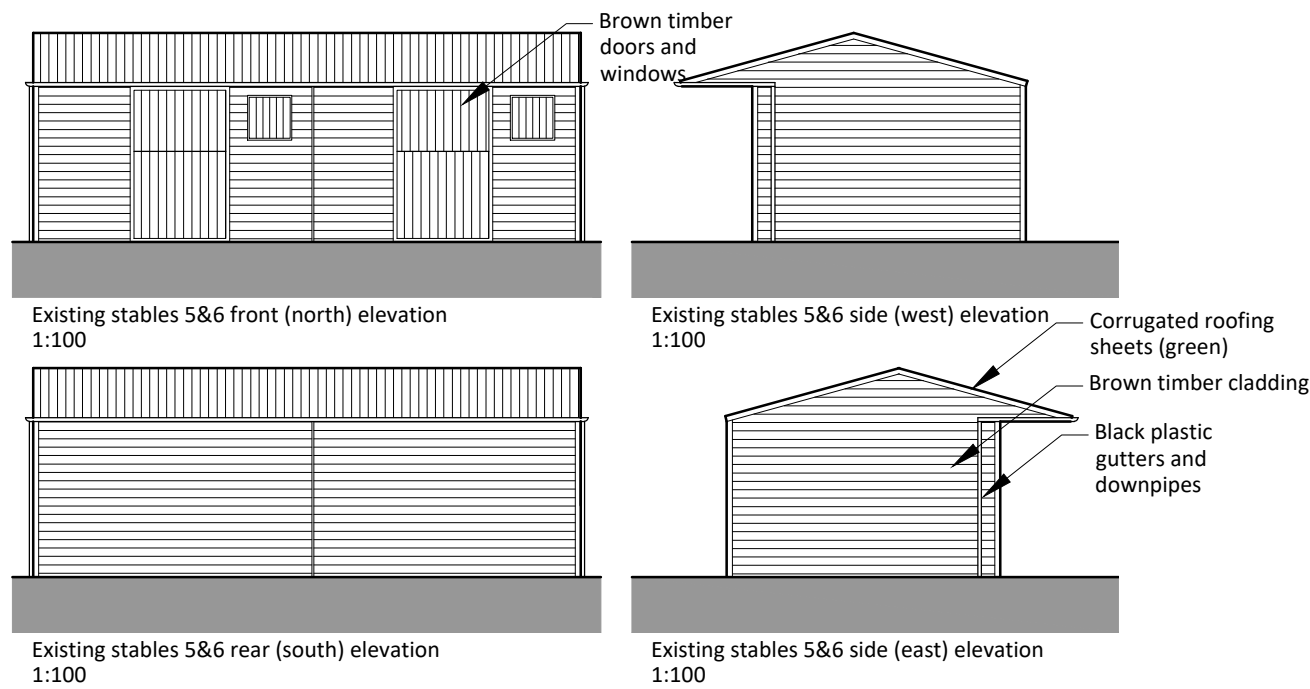 Brown timber
doors and
windows
Existing stables 5&6 front (north) elevation
1:100
Existing stables 5&6 side (west) elevation
1:100
Corrugated roofing
sheets (green)
Brown timber cladding
Black plastic
gutters and
downpipes
Existing stables 5&6 rear (south) elevation
1:100
Existing stables 5&6 side (east) elevation
1:100